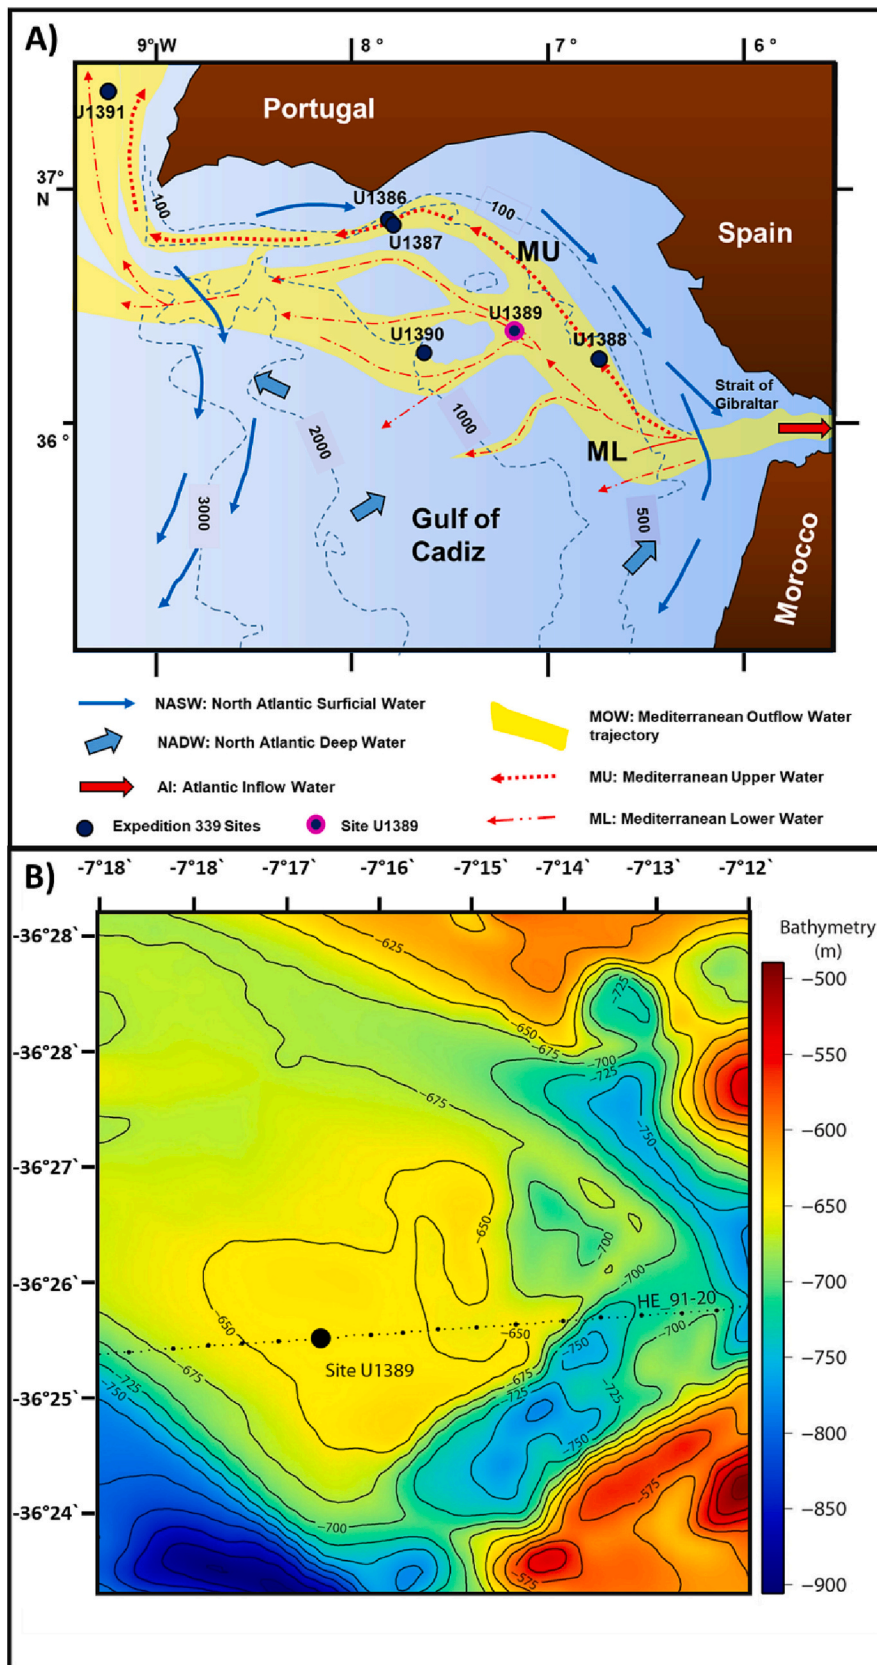 A)
9°W
8 °
7 °
6 °
U1391
Portugal
37°
N
100
U1386
U1387
100
MU
Spain
U1389
U1390
U1388
Strait of
Gibraltar
36 °
1000
2000
ML
3000
Gulf of
Cadiz
500
Morocco
NASW: North Atlantic Surficial Water
NADW: North Atlantic Deep Water
AI: Atlantic Inflow Water
Expedition 339 Sites
Site U1389
MOW: Mediterranean Outflow Water
trajectory
MU: Mediterranean Upper Water
ML: Mediterranean Lower Water
B)
-7°18`
-7°16`
-7°17`
-7°15`
-7°14`
-7°13`
-7°12`
-36°28`
-36°28`
-36°27`
-36°26`
-36°25`
-36°24`
Bathymetry
(m)
−500
−550
−600
−650
−700
−750
−800
−850
−900
−625
−725
−650
−675
−700
−725
−675
−750
−650
−700
−700
HE_91-20
−650
−650
−750
−700
Site U1389
−675
−675
−725
−725
−725
−750
−750
−575
−700
−575